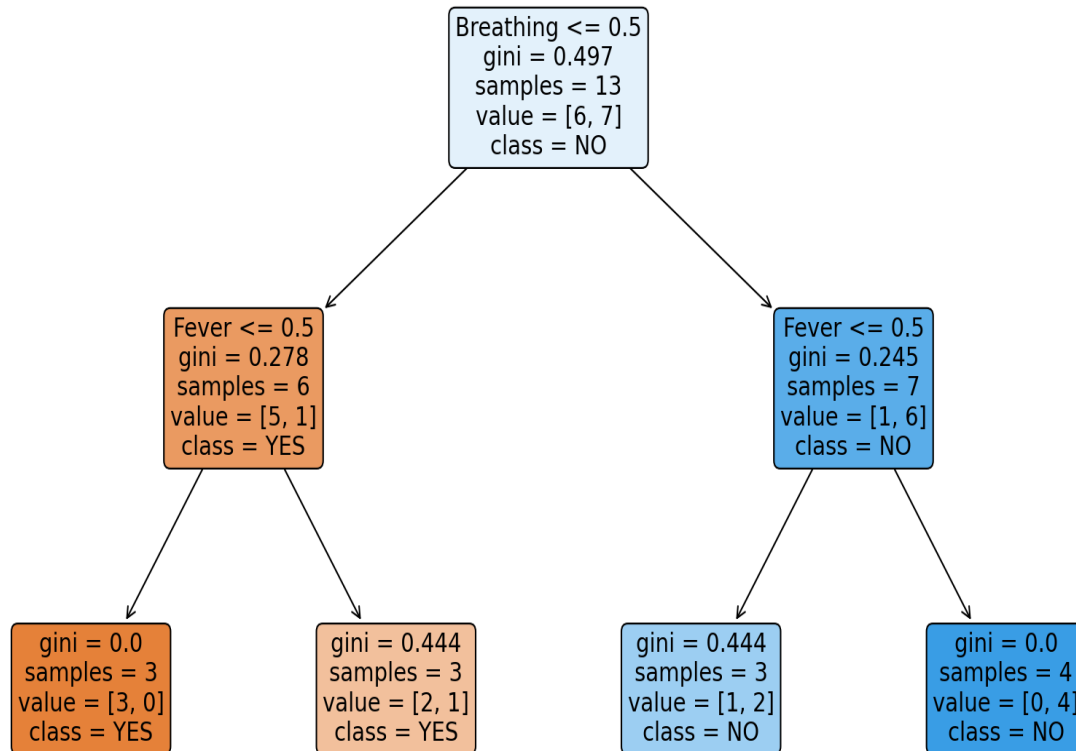 Breathing <= 0.5
gini = 0.497
samples = 13
value = [6, 7]
class = NO
Fever <= 0.5
gini = 0.278
samples = 6
value = [5, 1]
class = YES
Fever <= 0.5
gini = 0.245
samples = 7
value = [1, 6]
class = NO
gini = 0.0
samples = 3
value = [3, 0]
class = YES
gini = 0.444
samples = 3
value = [2, 1]
class = YES
gini = 0.444
samples = 3
value = [1, 2]
class = NO
gini = 0.0
samples = 4
value = [0, 4]
class = NO